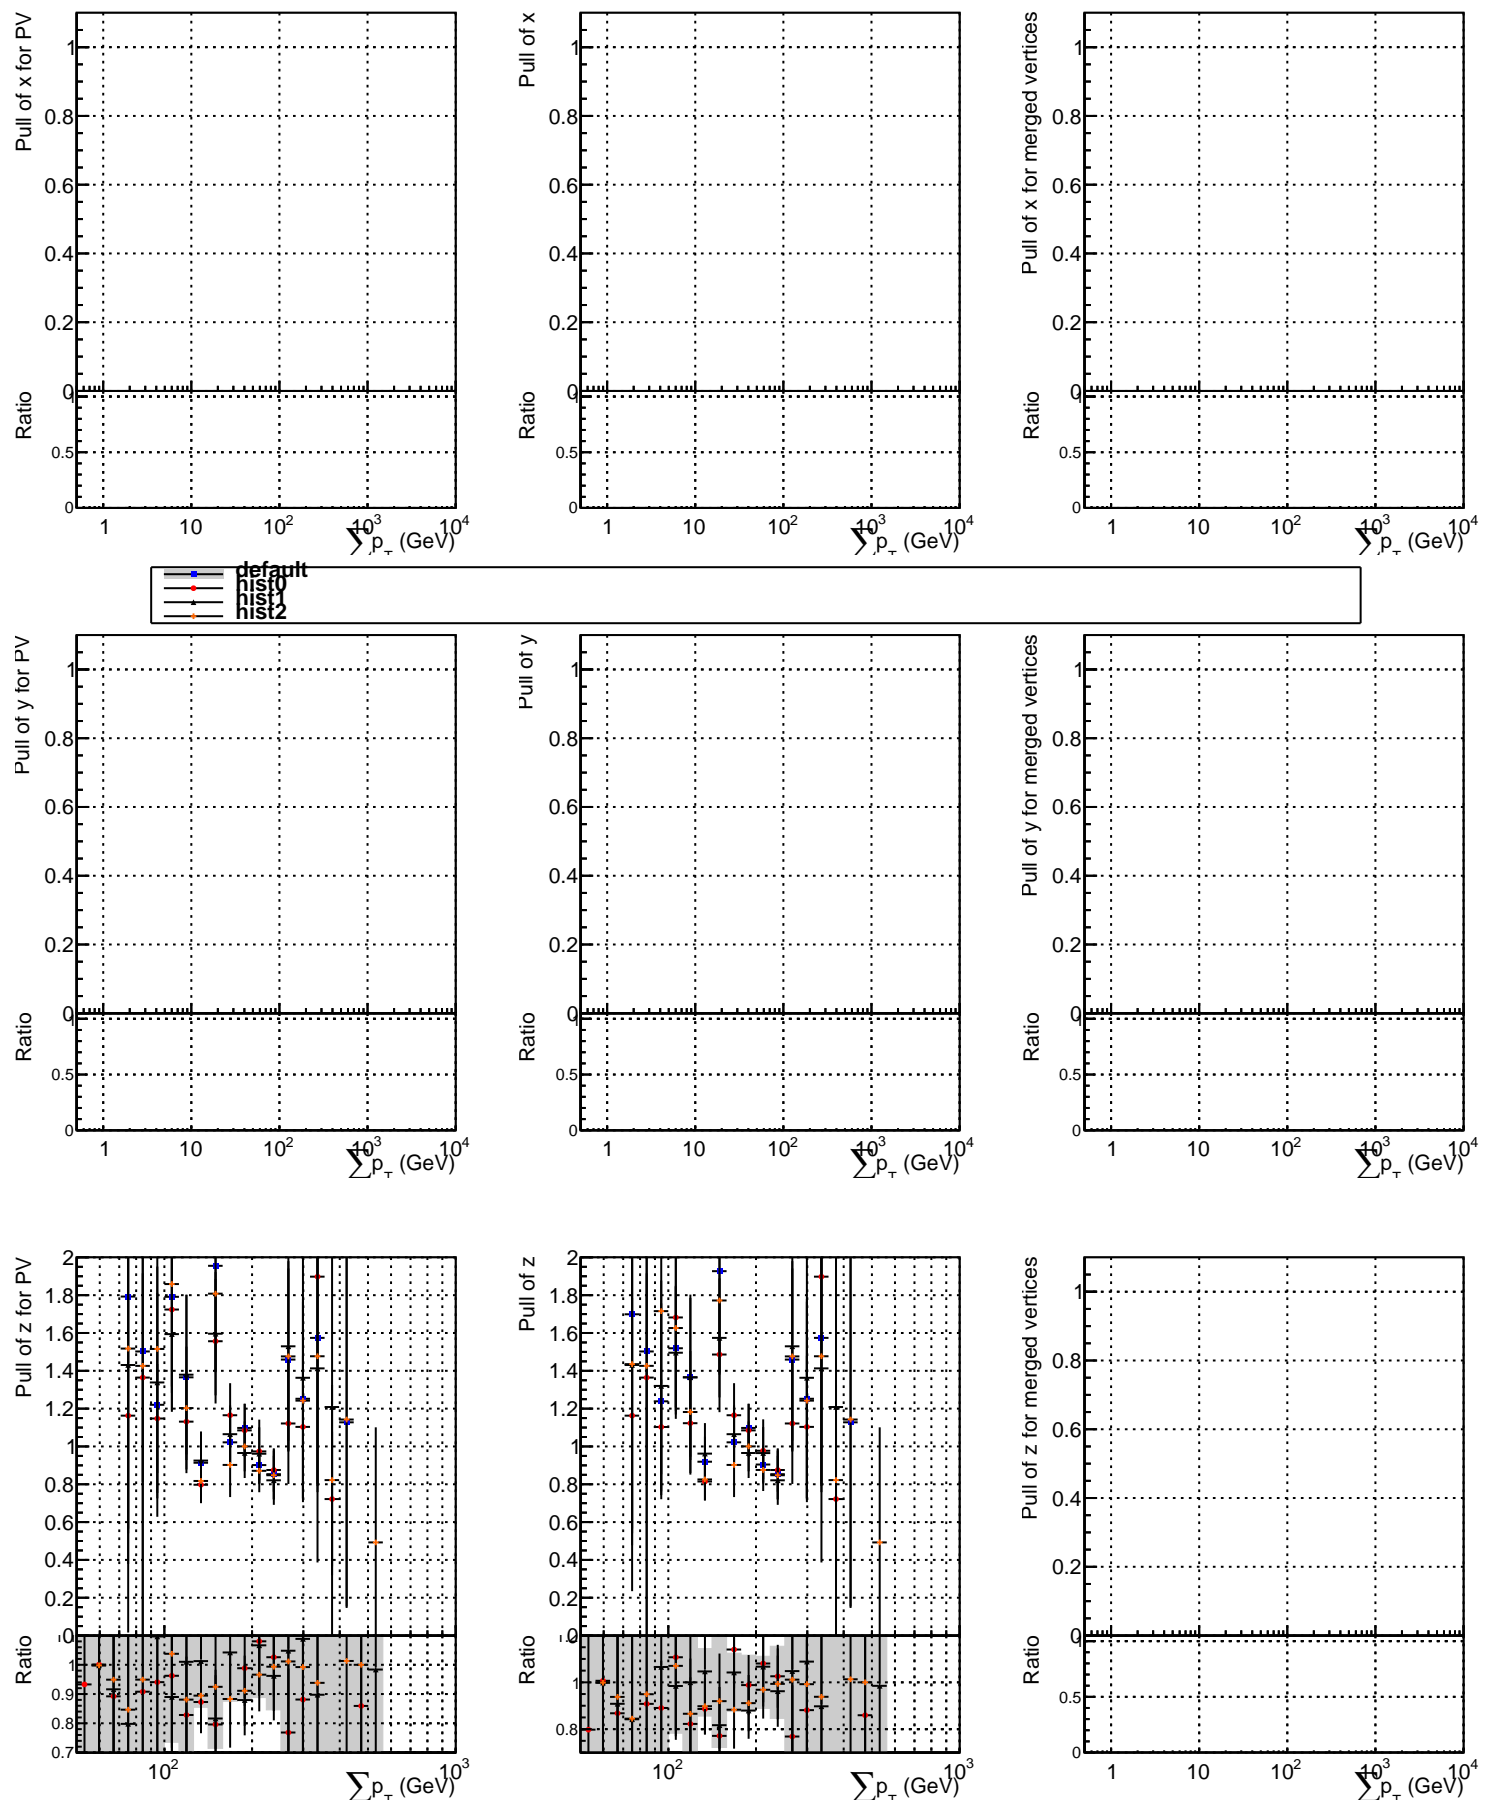 Pull of x for PV
1
0.8
0.6
0.4
0.2
0
Ratio
1
0.5
0
1 10 10² 10³ 10⁴
∑p_T (GeV)
Pull of x
1
0.8
0.6
0.4
0.2
0
Ratio
1
0.5
0
1 10 10² 10³ 10⁴
∑p_T (GeV)
Pull of x for merged vertices
1
0.8
0.6
0.4
0.2
0
Ratio
1
0.5
0
1 10 10² 10³ 10⁴
∑p_T (GeV)
default
hist0
hist1
hist2
Pull of y for PV
1
0.8
0.6
0.4
0.2
0
Ratio
1
0.5
0
1 10 10² 10³ 10⁴
∑p_T (GeV)
Pull of y
1
0.8
0.6
0.4
0.2
0
Ratio
1
0.5
0
1 10 10² 10³ 10⁴
∑p_T (GeV)
Pull of y for merged vertices
1
0.8
0.6
0.4
0.2
0
Ratio
1
0.5
0
1 10 10² 10³ 10⁴
∑p_T (GeV)
Pull of z for PV
2
1.8
1.6
1.4
1.2
1
0.8
0.6
0.4
0.2
0
Ratio
1
0.9
0.8
0.7
10² 10³
∑p_T (GeV)
Pull of z
2
1.8
1.6
1.4
1.2
1
0.8
0.6
0.4
0.2
0
Ratio
1
0.8
10² 10³
∑p_T (GeV)
Pull of z for merged vertices
1
0.8
0.6
0.4
0.2
0
Ratio
1
0.5
0
1 10 10² 10³ 10⁴
∑p_T (GeV)